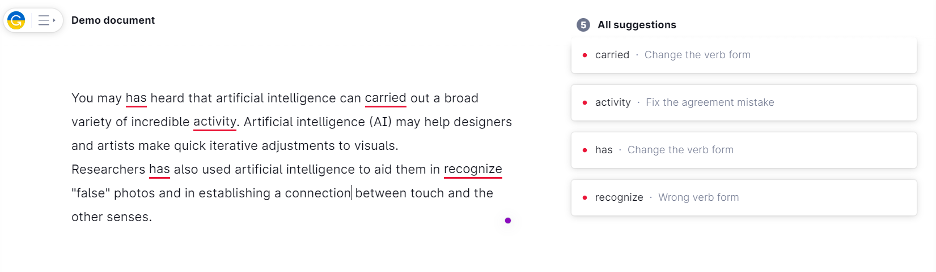 Demo document
You may has heard that artificial intelligence can carried out a broad
variety of incredible activity. Artificial intelligence (AI) may help designers
and artists make quick iterative adjustments to visuals.
Researchers has also used artificial intelligence to aid them in recognize
"false" photos and in establishing a connection between touch and the
other senses.
5 All suggestions
carried · Change the verb form
activity · Fix the agreement mistake
has · Change the verb form
recognize · Wrong verb form